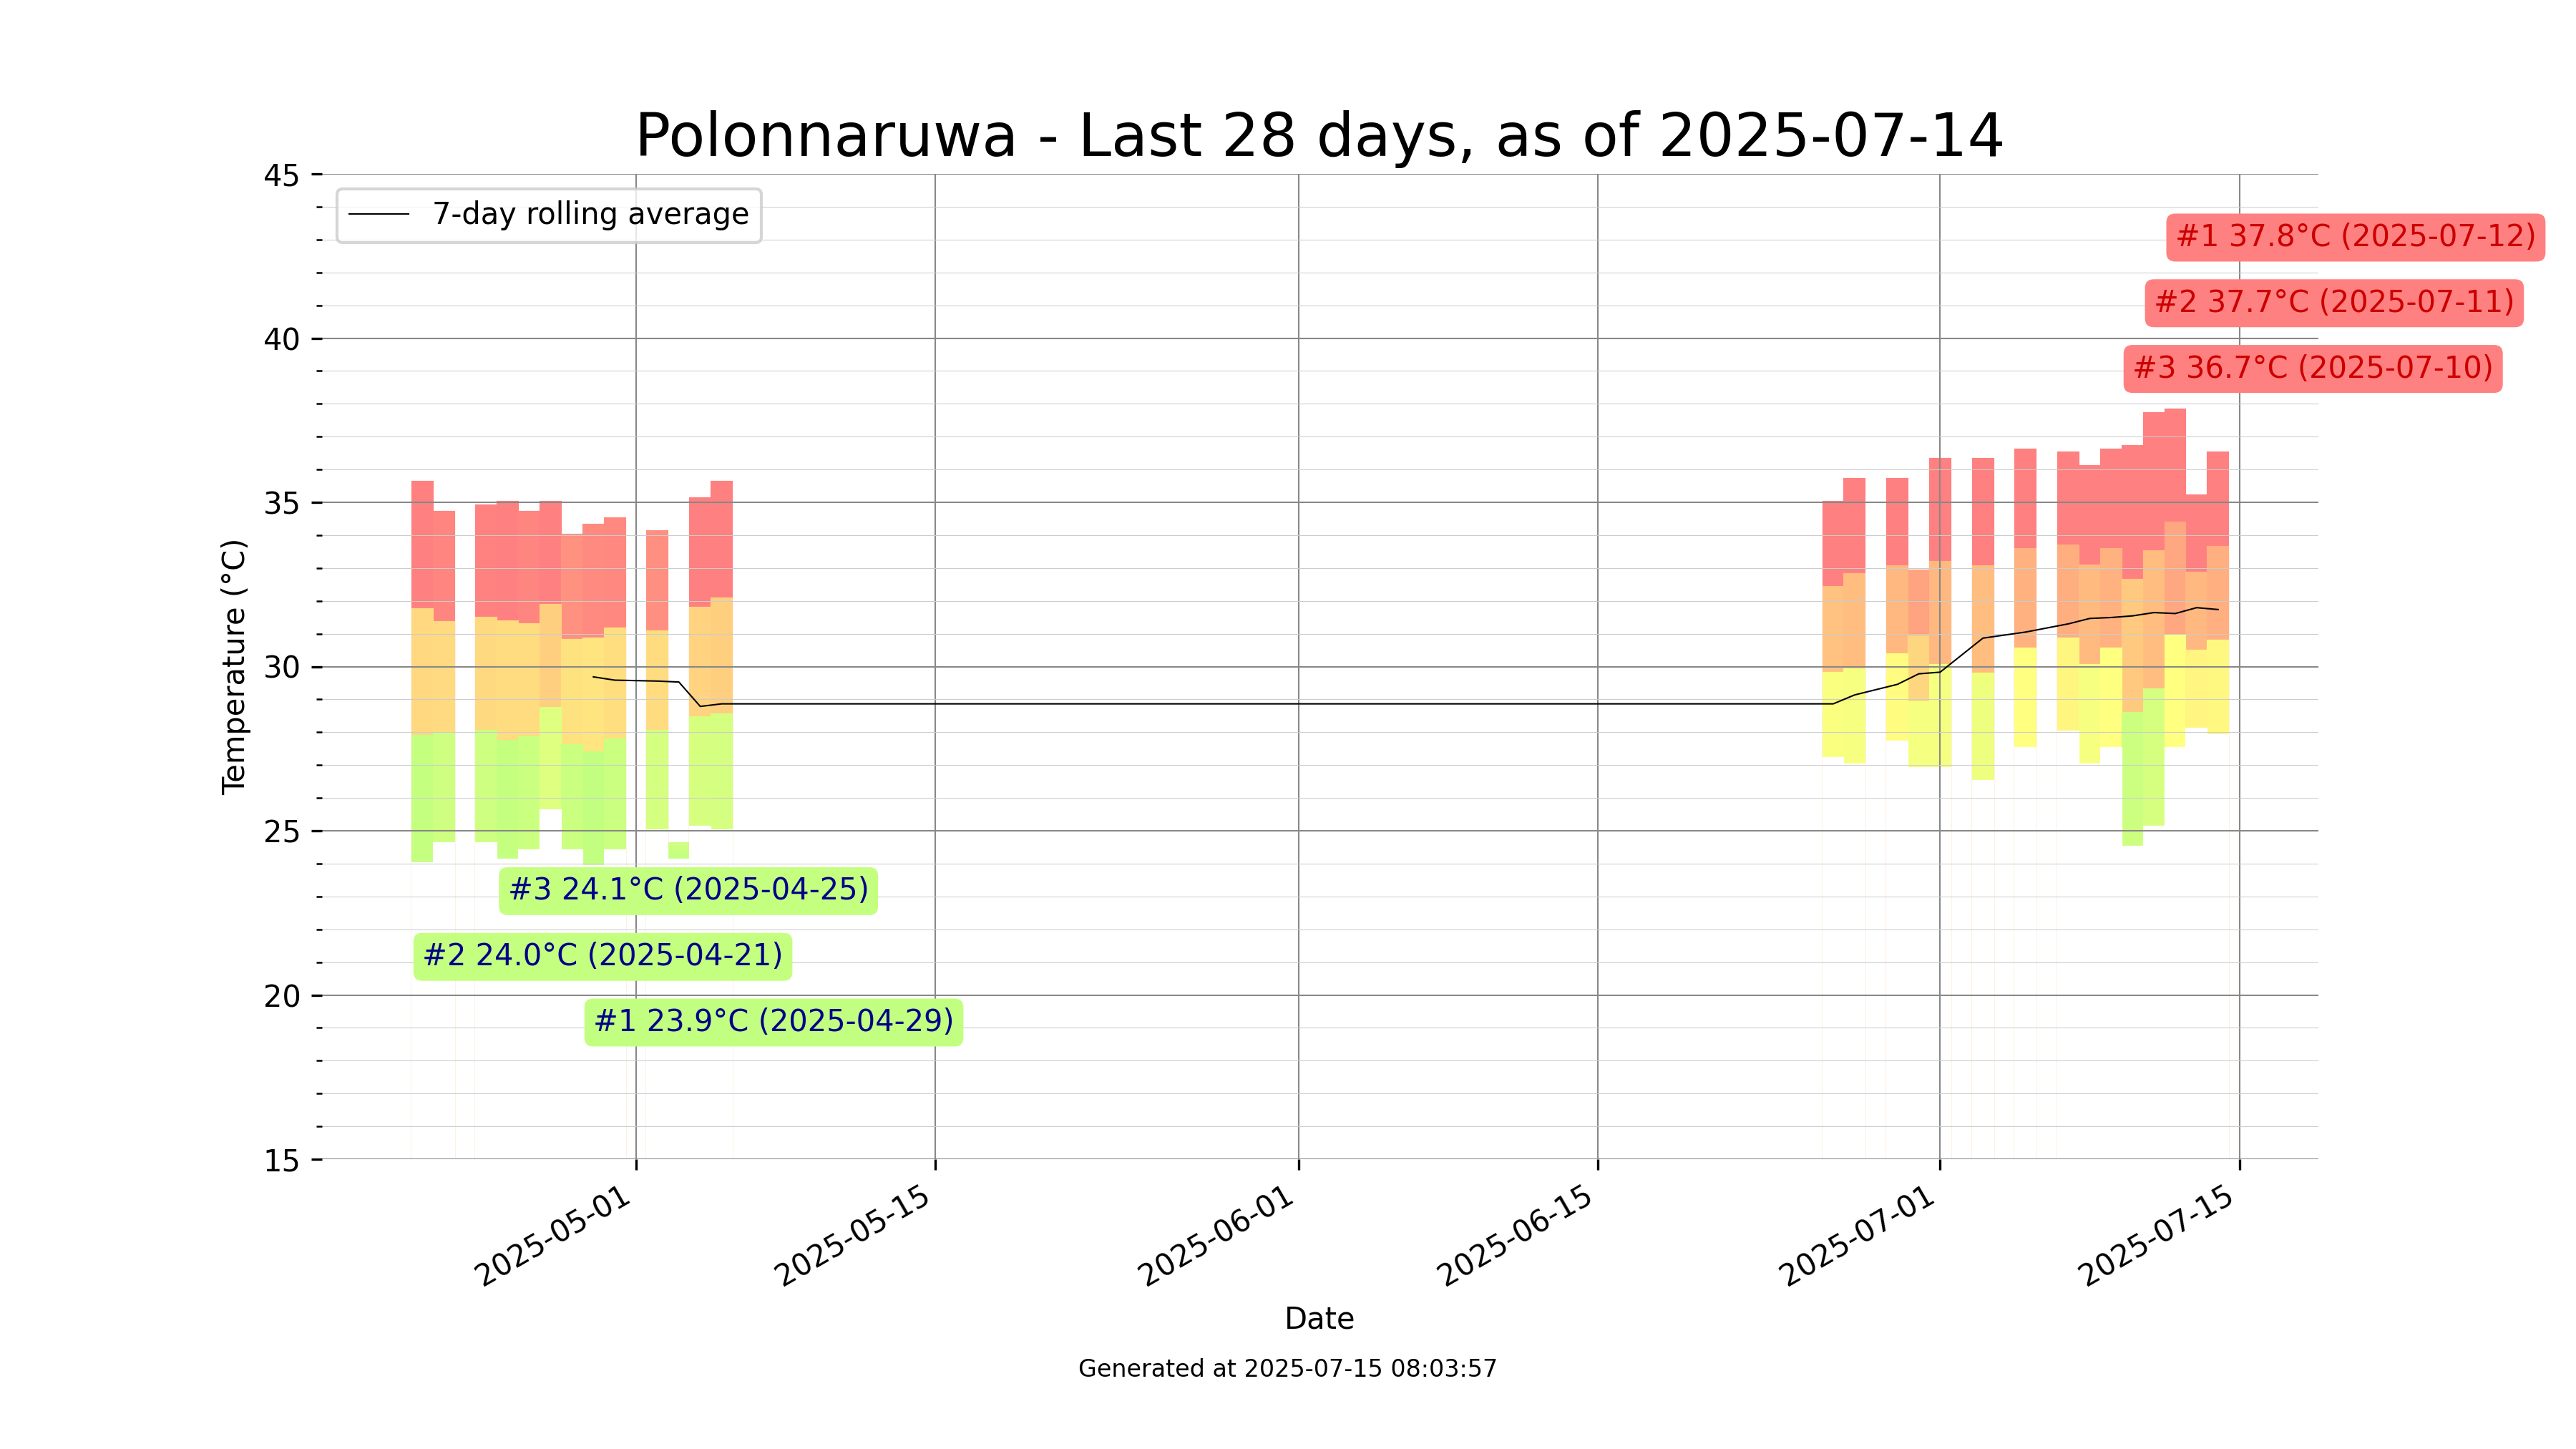 Polonnaruwa - Last 28 days, as of 2025-07-14
45
7-day rolling average
#1 37.8°C (2025-07-12)
#2 37.7°C (2025-07-11)
40
#3 36.7°C (2025-07-10)
35
Temperature (°C)
30
25
#3 24.1°C (2025-04-25)
#2 24.0°C (2025-04-21)
20
#1 23.9°C (2025-04-29)
15
2025-05-01
2025-05-15
2025-06-01
2025-06-15
2025-07-01
2025-07-15
Date
Generated at 2025-07-15 08:03:57